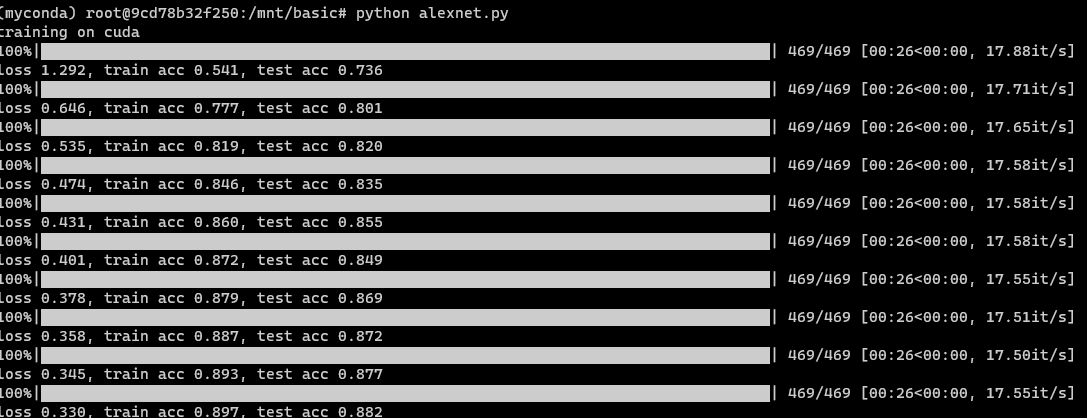 (myconda) root@9cd78b32f250:/mnt/basic# python alexnet.py
training on cuda
100%| | 469/469 [00:26<00:00, 17.88it/s]
loss 1.292, train acc 0.541, test acc 0.736
100%| | 469/469 [00:26<00:00, 17.71it/s]
loss 0.646, train acc 0.777, test acc 0.801
100%| | 469/469 [00:26<00:00, 17.65it/s]
loss 0.535, train acc 0.819, test acc 0.820
100%| | 469/469 [00:26<00:00, 17.58it/s]
loss 0.474, train acc 0.846, test acc 0.835
100%| | 469/469 [00:26<00:00, 17.58it/s]
loss 0.431, train acc 0.860, test acc 0.855
100%| | 469/469 [00:26<00:00, 17.58it/s]
loss 0.401, train acc 0.872, test acc 0.849
100%| | 469/469 [00:26<00:00, 17.55it/s]
loss 0.378, train acc 0.879, test acc 0.869
100%| | 469/469 [00:26<00:00, 17.51it/s]
loss 0.358, train acc 0.887, test acc 0.872
100%| | 469/469 [00:26<00:00, 17.50it/s]
loss 0.345, train acc 0.893, test acc 0.877
100%| | 469/469 [00:26<00:00, 17.55it/s]
loss 0.330, train acc 0.897, test acc 0.882